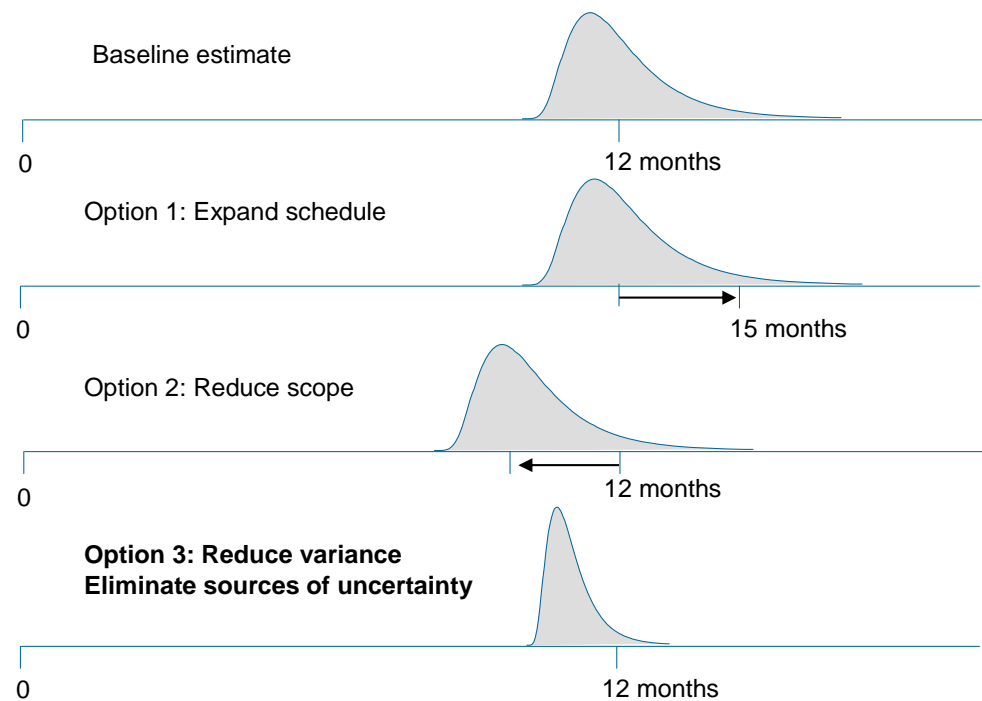 Baseline estimate
0
12 months
Option 1: Expand schedule
0
15 months
Option 2: Reduce scope
0
12 months
Option 3: Reduce variance
Eliminate sources of uncertainty
0
12 months